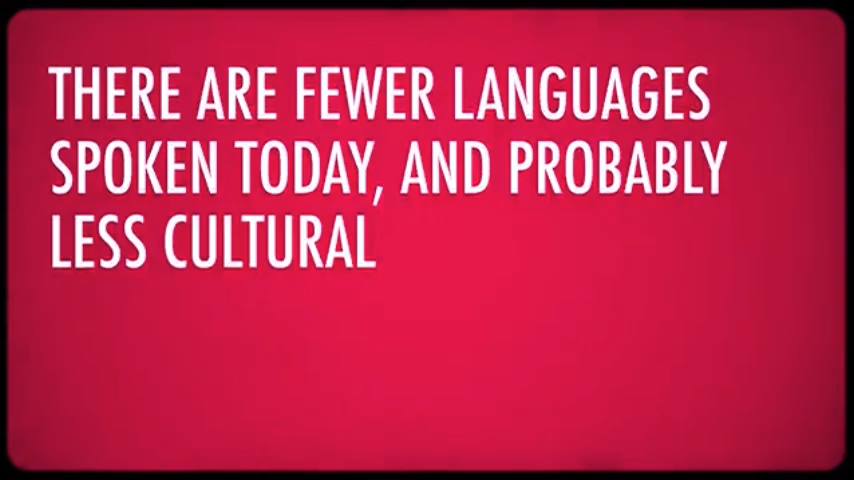 THERE ARE FEWER LANGUAGES
SPOKEN TODAY, AND PROBABLY
LESS CULTURAL